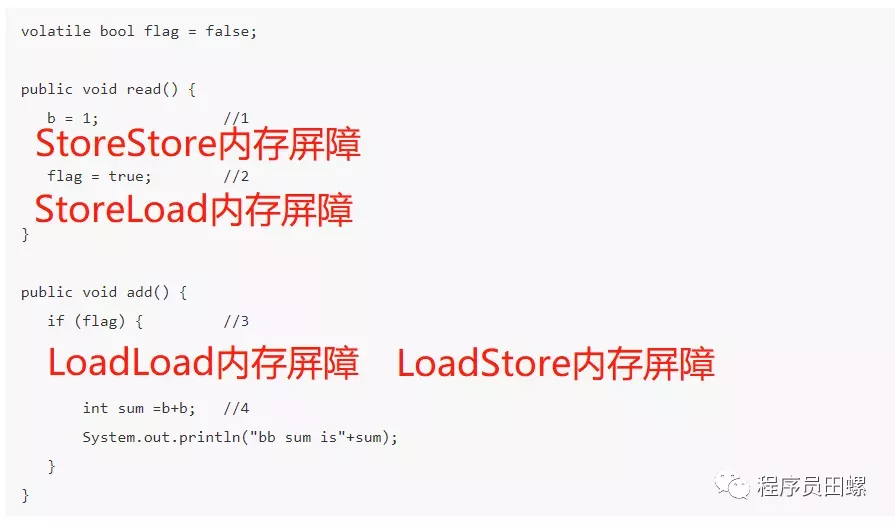 volatile bool flag = false;
public void read() {
b = 1; //1
StoreStore内存屏障
flag = true; //2
StoreLoad内存屏障
}
public void add() {
if (flag) { //3
LoadLoad内存屏障 LoadStore内存屏障
int sum =b+b; //4
System.out.println("bb sum is"+sum);
}
}
程序员田螺